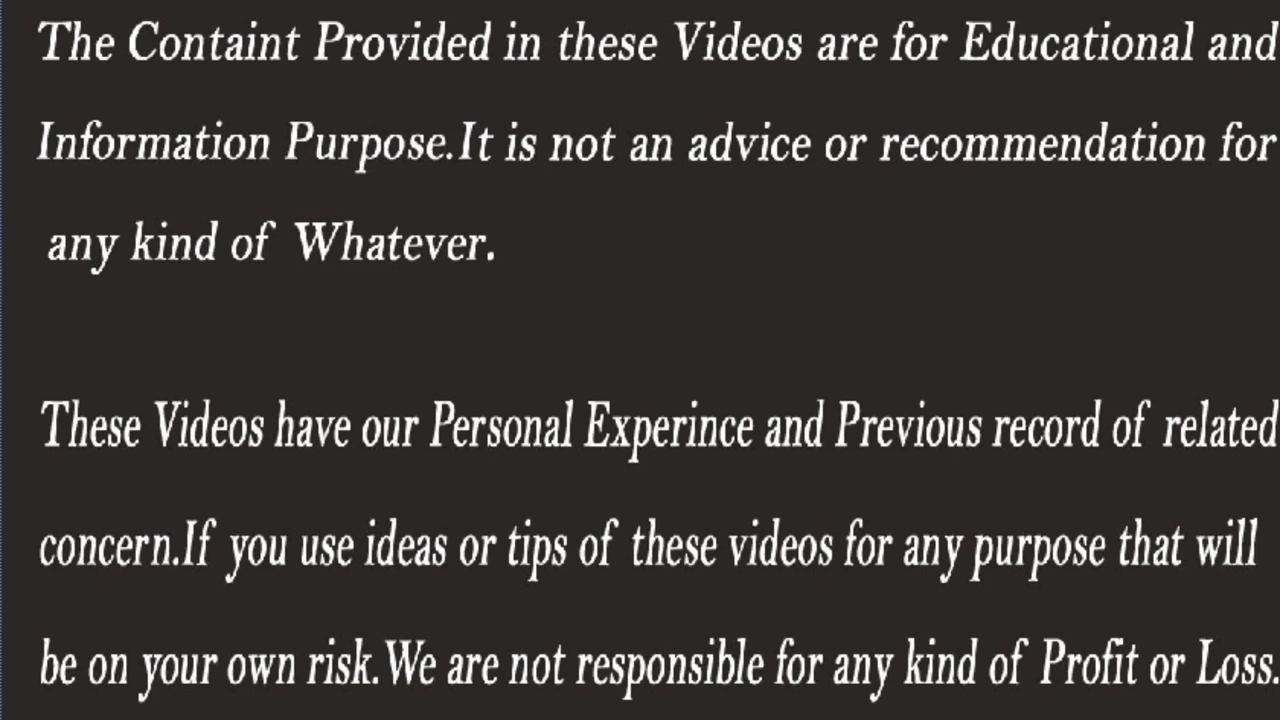 The Containt Provided in these Videos are for Educational and
Information Purpose.It is not an advice or recommendation for
any kind of Whatever.
These Videos have our Personal Experince and Previous record of related
concern.If you use ideas or tips of these videos for any purpose that will
be on your own risk.We are not responsible for any kind of Profit or Loss.